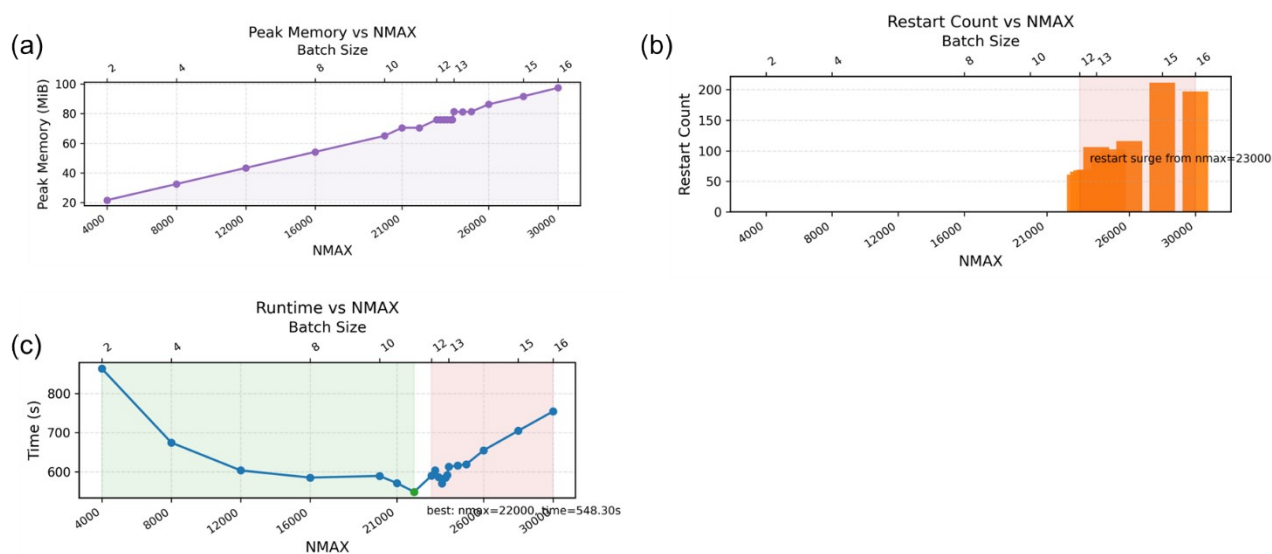 (a)
Peak Memory vs NMAX
Batch Size
2 4 8 10 12 13 15 16
Peak Memory (MiB)
100
80
60
40
20
4000 8000 12000 16000 21000 26000 30000
NMAX
(b)
Restart Count vs NMAX
Batch Size
2 4 8 10 12 13 15 16
Restart Count
200
150
100
50
0
restart surge from nmax=23000
4000 8000 12000 16000 21000 26000 30000
NMAX
(c)
Runtime vs NMAX
Batch Size
2 4 8 10 12 13 15 16
Time (s)
800
700
600
best: nmax=22000, time=548.30s
4000 8000 12000 16000 21000 26000 30000
NMAX